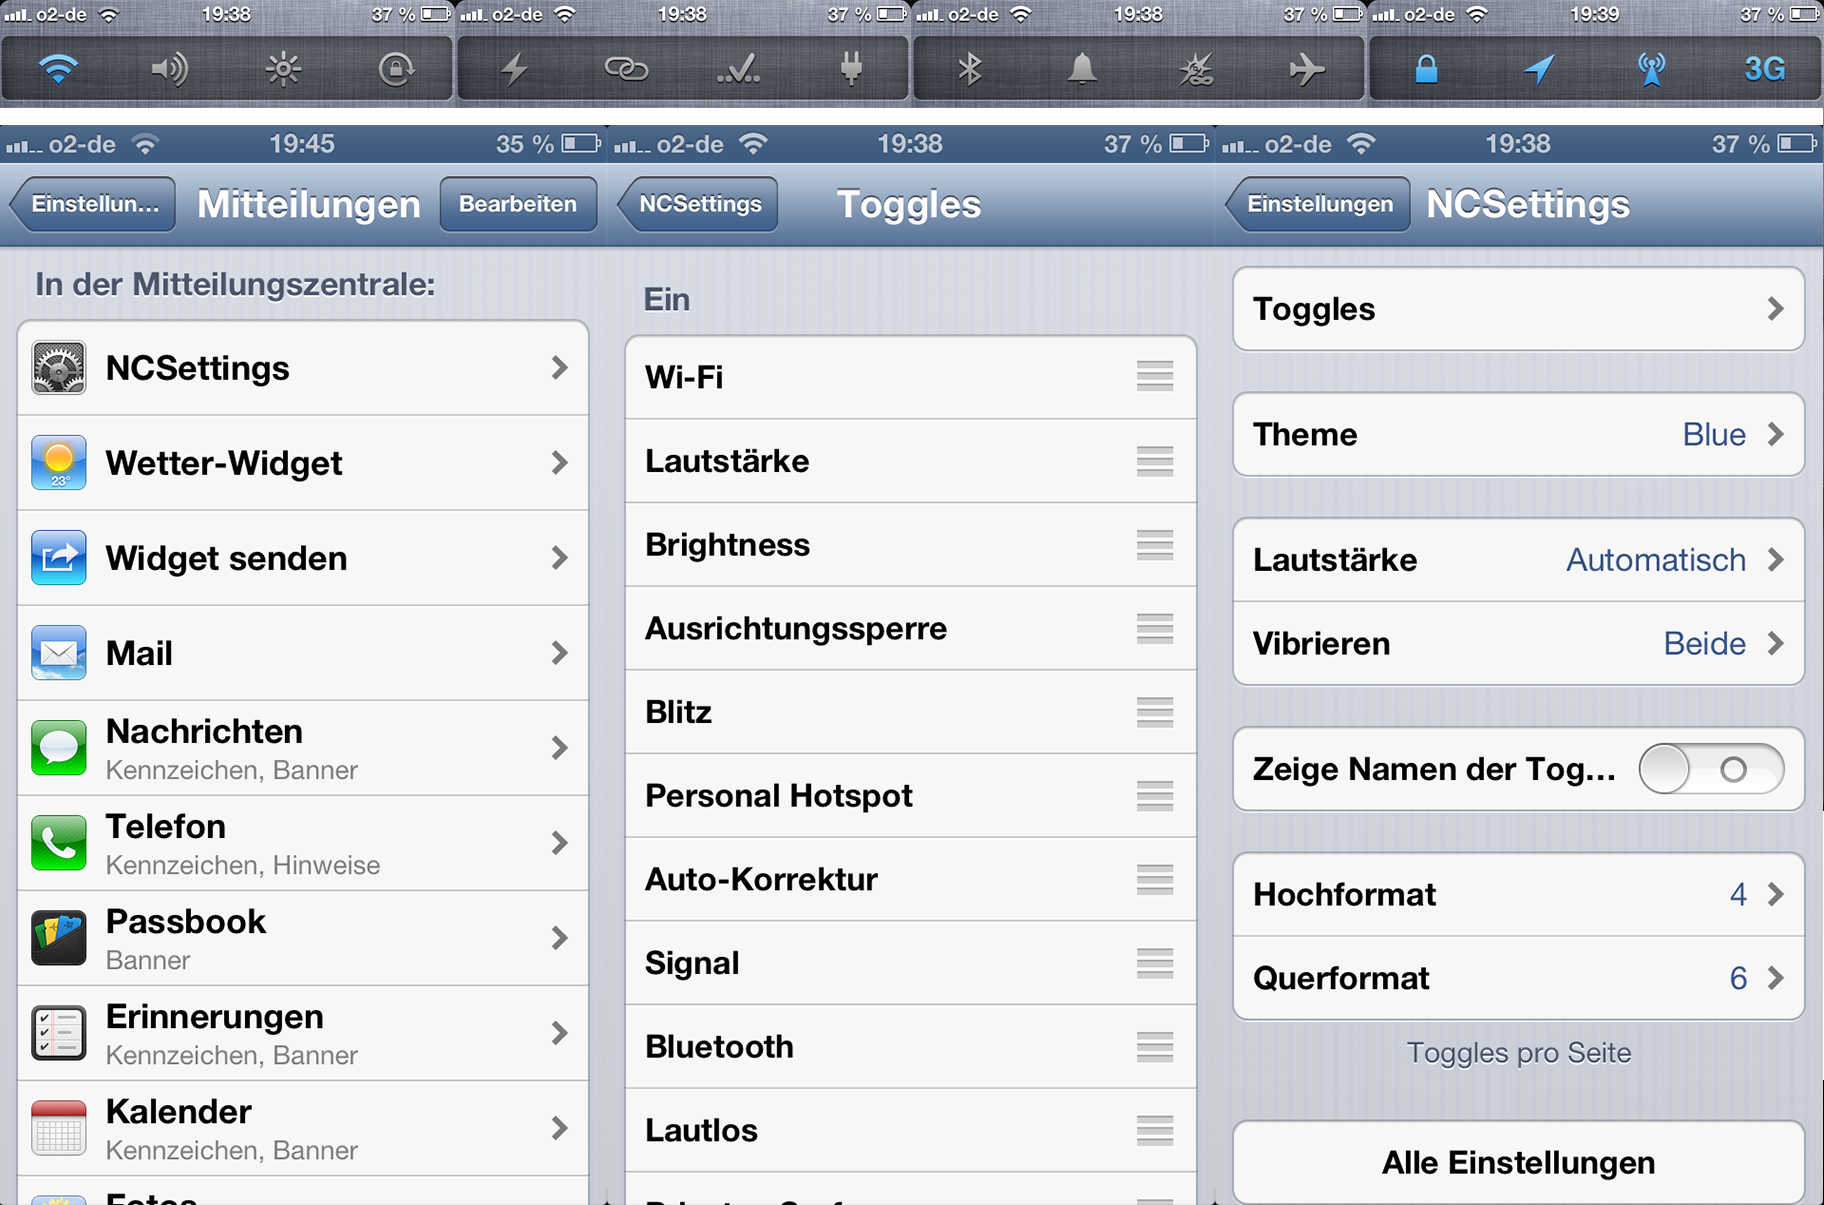 o2-de 19:38 37 %
o2-de 19:38 37 %
o2-de 19:38 37 %
o2-de 19:39 37 %
3G
o2-de 19:45 35 %
Einstellun... Mitteilungen Bearbeiten
In der Mitteilungszentrale:
NCSettings
23°
Wetter-Widget
Widget senden
Mail
Nachrichten
Kennzeichen, Banner
Telefon
Kennzeichen, Hinweise
Passbook
Banner
Erinnerungen
Kennzeichen, Banner
Kalender
Kennzeichen, Banner
Fotos
o2-de 19:38 37 %
NCSettings Toggles
Ein
Wi-Fi
Lautstärke
Brightness
Ausrichtungssperre
Blitz
Personal Hotspot
Auto-Korrektur
Signal
Bluetooth
Lautlos
o2-de 19:38 37 %
Einstellungen NCSettings
Toggles
Theme Blue
Lautstärke Automatisch
Vibrieren Beide
Zeige Namen der Tog...
Hochformat 4
Querformat 6
Toggles pro Seite
Alle Einstellungen